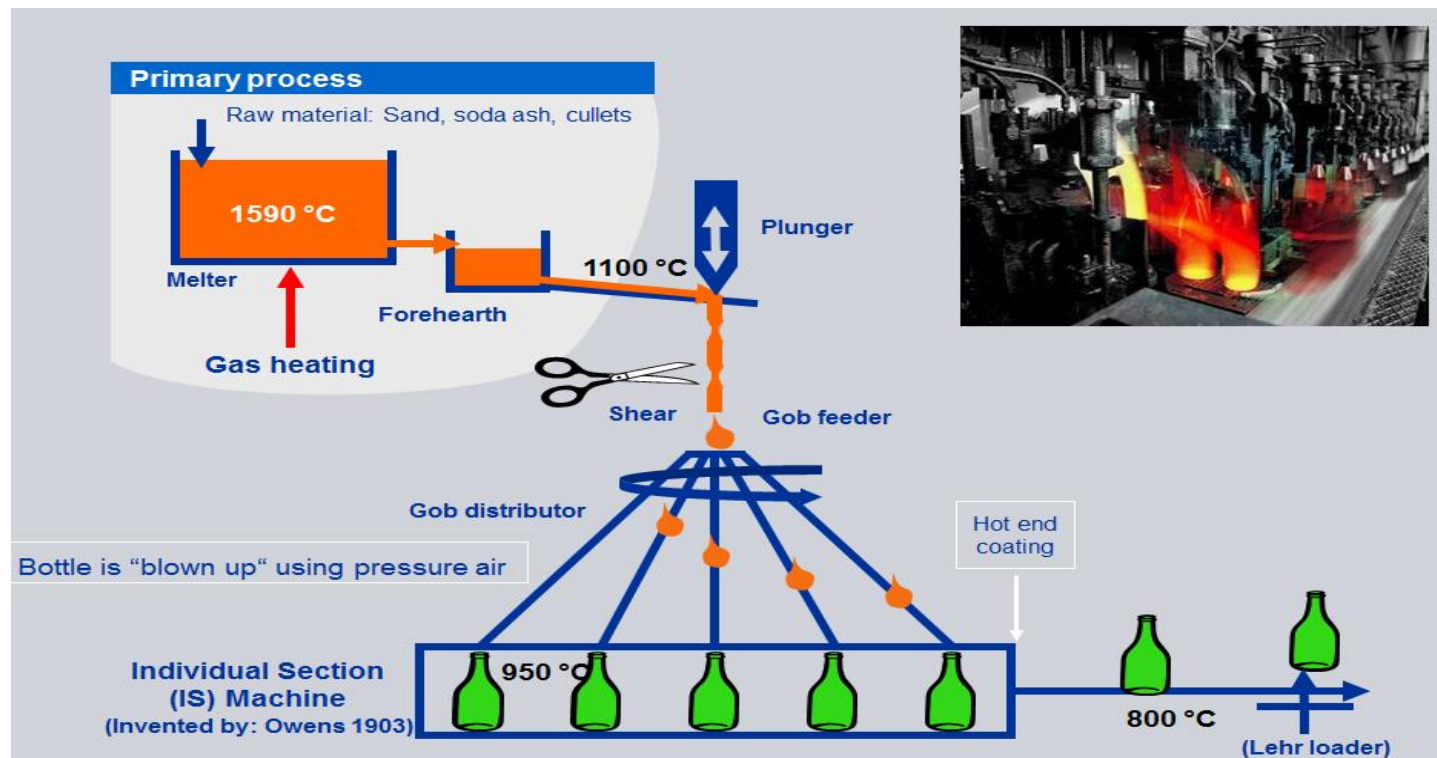 Primary process
Raw material: Sand, soda ash, cullets
1590 °C
Melter
Gas heating
Forehearth
1100 °C
Plunger
Shear
Gob feeder
Gob distributor
Hot end
coating
Bottle is “blown up“ using pressure air
Individual Section
(IS) Machine
(Invented by: Owens 1903)
950 °C
800 °C
(Lehr loader)